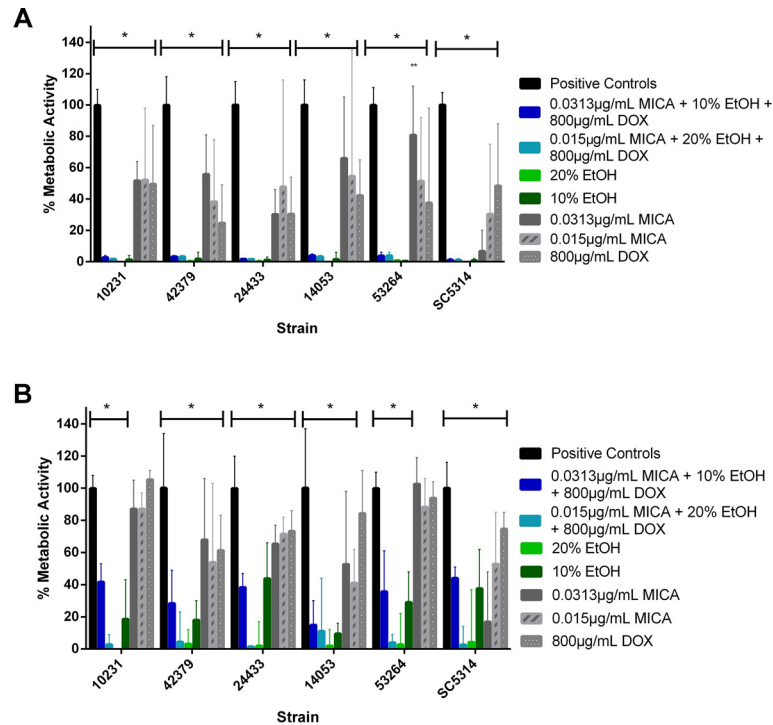 A
* * * * * *
**
140
120
100
80
60
40
20
0
% Metabolic Activity
10231 42379 24433 14053 53264 SC5314
Strain
Positive Controls
0.0313µg/mL MICA + 10% EtOH +
800µg/mL DOX
0.015µg/mL MICA + 20% EtOH +
800µg/mL DOX
20% EtOH
10% EtOH
0.0313µg/mL MICA
0.015µg/mL MICA
800µg/mL DOX
B
* * * * * *
140
120
100
80
60
40
20
0
% Metabolic Activity
10231 42379 24433 14053 53264 SC5314
Strain
Positive Controls
0.0313µg/mL MICA + 10% EtOH
+ 800µg/mL DOX
0.015µg/mL MICA + 20% EtOH
+ 800µg/mL DOX
20% EtOH
10% EtOH
0.0313µg/mL MICA
0.015µg/mL MICA
800µg/mL DOX